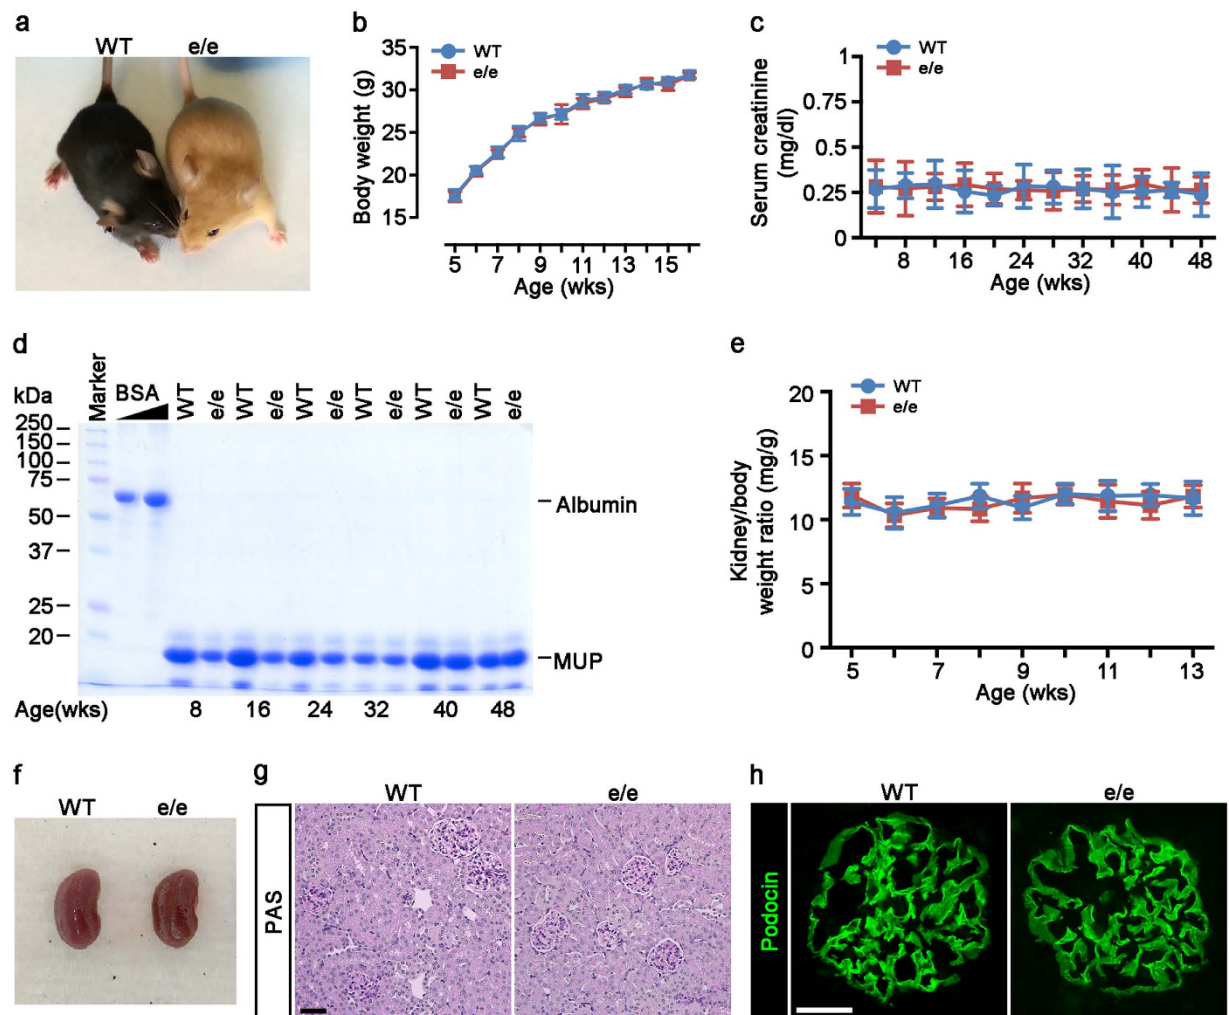 a
WT e/e
b
WT
e/e
Body weight (g)
35
30
25
20
15
5 7 9 11 13 15
Age (wks)
c
WT
e/e
Serum creatinine
(mg/dl)
1
0.75
0.5
0.25
0
8 16 24 32 40 48
Age (wks)
d
kDa Marker BSA WT e/e WT e/e WT e/e WT e/e WT e/e WT e/e
250
150
100
75
50
37
25
20
Albumin
MUP
Age(wks) 8 16 24 32 40 48
e
WT
e/e
Kidney/body
weight ratio (mg/g)
20
15
10
5
0
5 7 9 11 13
Age (wks)
f
WT e/e
g
WT e/e
PAS
h
WT e/e
Podocin